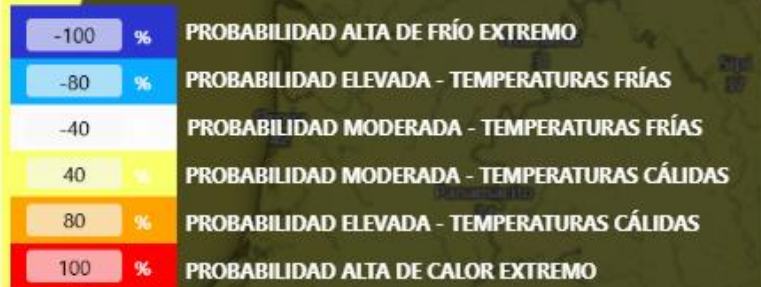 -100 % PROBABILIDAD ALTA DE FRÍO EXTREMO
-80 % PROBABILIDAD ELEVADA - TEMPERATURAS FRÍAS
-40 PROBABILIDAD MODERADA - TEMPERATURAS FRÍAS
40 % PROBABILIDAD MODERADA - TEMPERATURAS CÁLIDAS
80 % PROBABILIDAD ELEVADA - TEMPERATURAS CÁLIDAS
100 % PROBABILIDAD ALTA DE CALOR EXTREMO